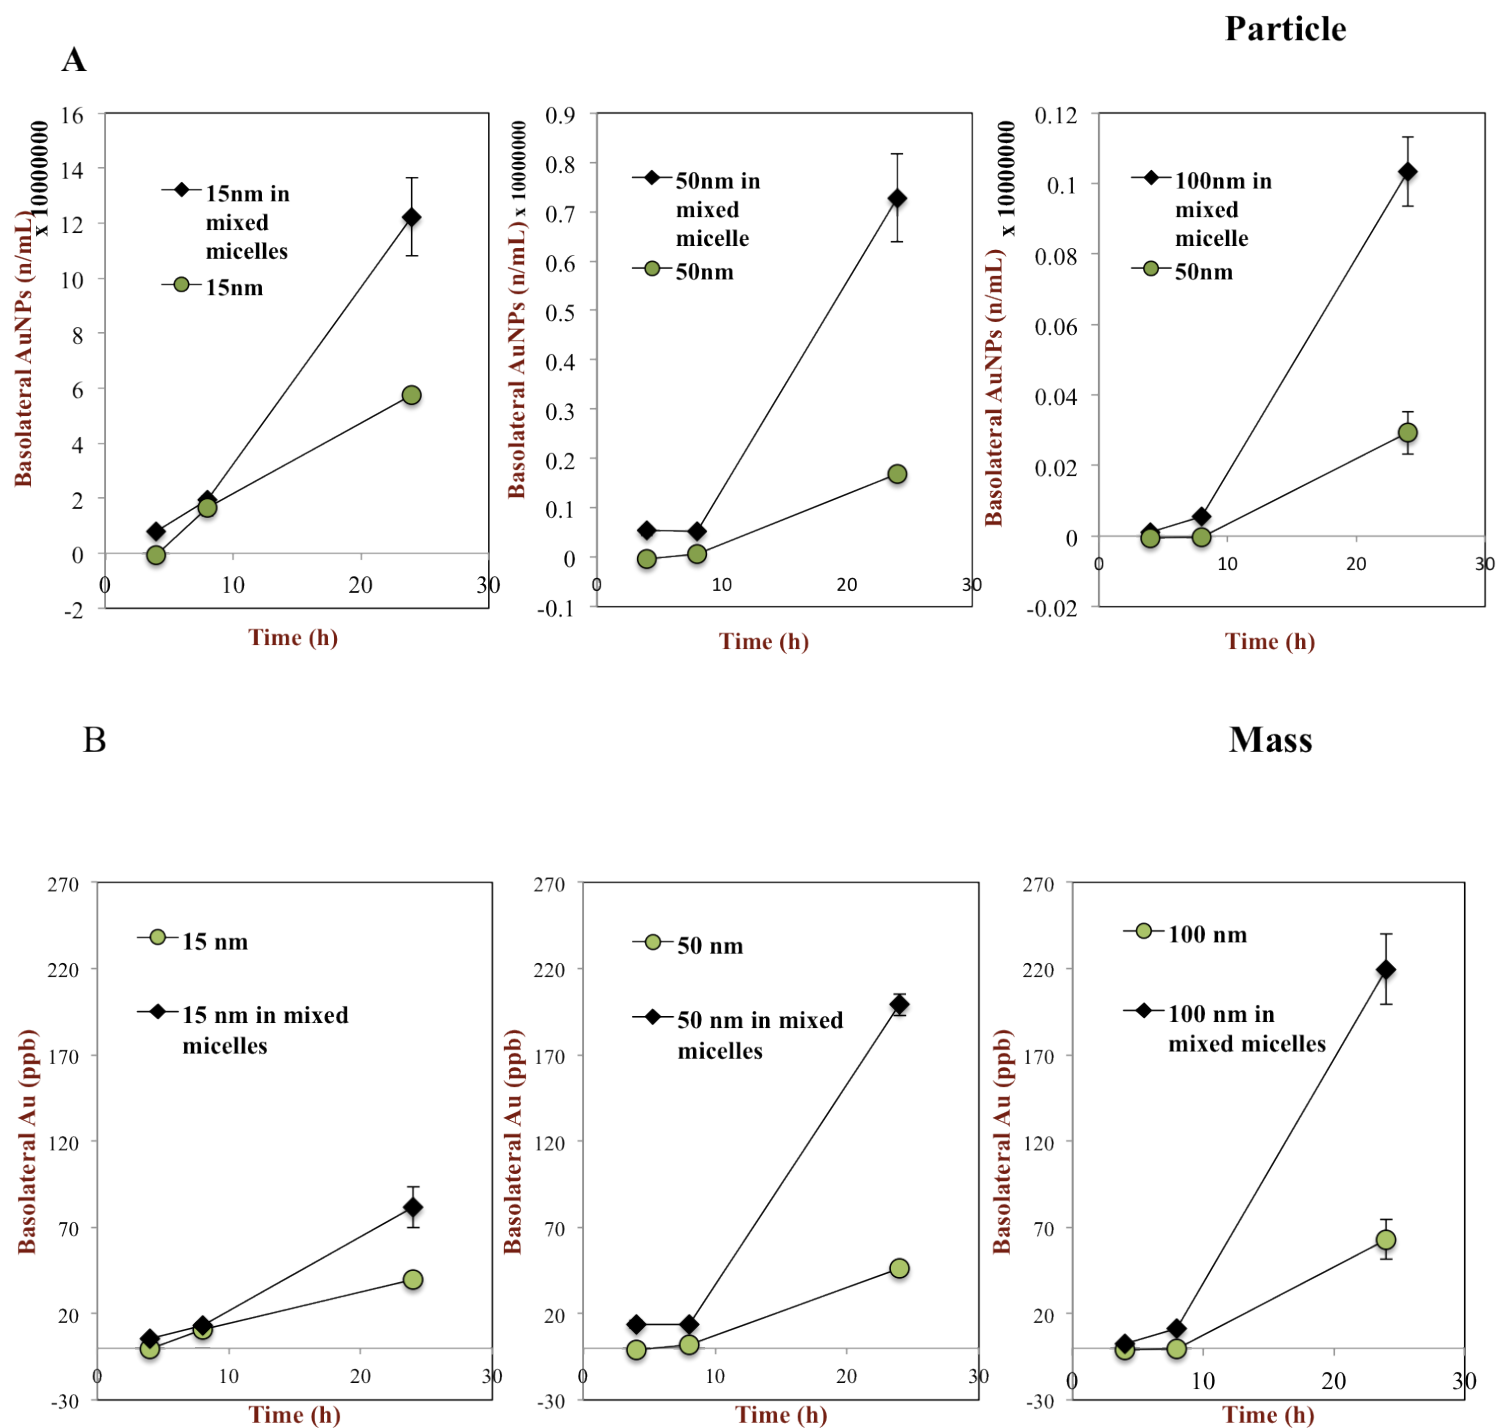 Particle
A
Basolateral AuNPs (n/mL)
x 10000000
16
14
12
10
8
6
4
2
0
-2
0
10
20
30
15nm in
mixed
micelles
15nm
Time (h)
Basolateral AuNPs (n/mL) x 10000000
0.9
0.8
0.7
0.6
0.5
0.4
0.3
0.2
0.1
0
-0.1
0
10
20
30
50nm in
mixed
micelle
50nm
Time (h)
Basolateral AuNPs (n/mL)
x 10000000
0.12
0.1
0.08
0.06
0.04
0.02
0
-0.02
0
10
20
30
100nm in
mixed
micelle
50nm
Time (h)
B
Mass
Basolateral Au (ppb)
270
220
170
120
70
20
-30
0
10
20
30
15 nm
15 nm in mixed
micelles
Time (h)
Basolateral Au (ppb)
270
220
170
120
70
20
-30
0
10
20
30
50 nm
50 nm in mixed
micelles
Time (h)
Basolateral Au (ppb)
270
220
170
120
70
20
-30
0
10
20
30
100 nm
100 nm in
mixed micelles
Time (h)